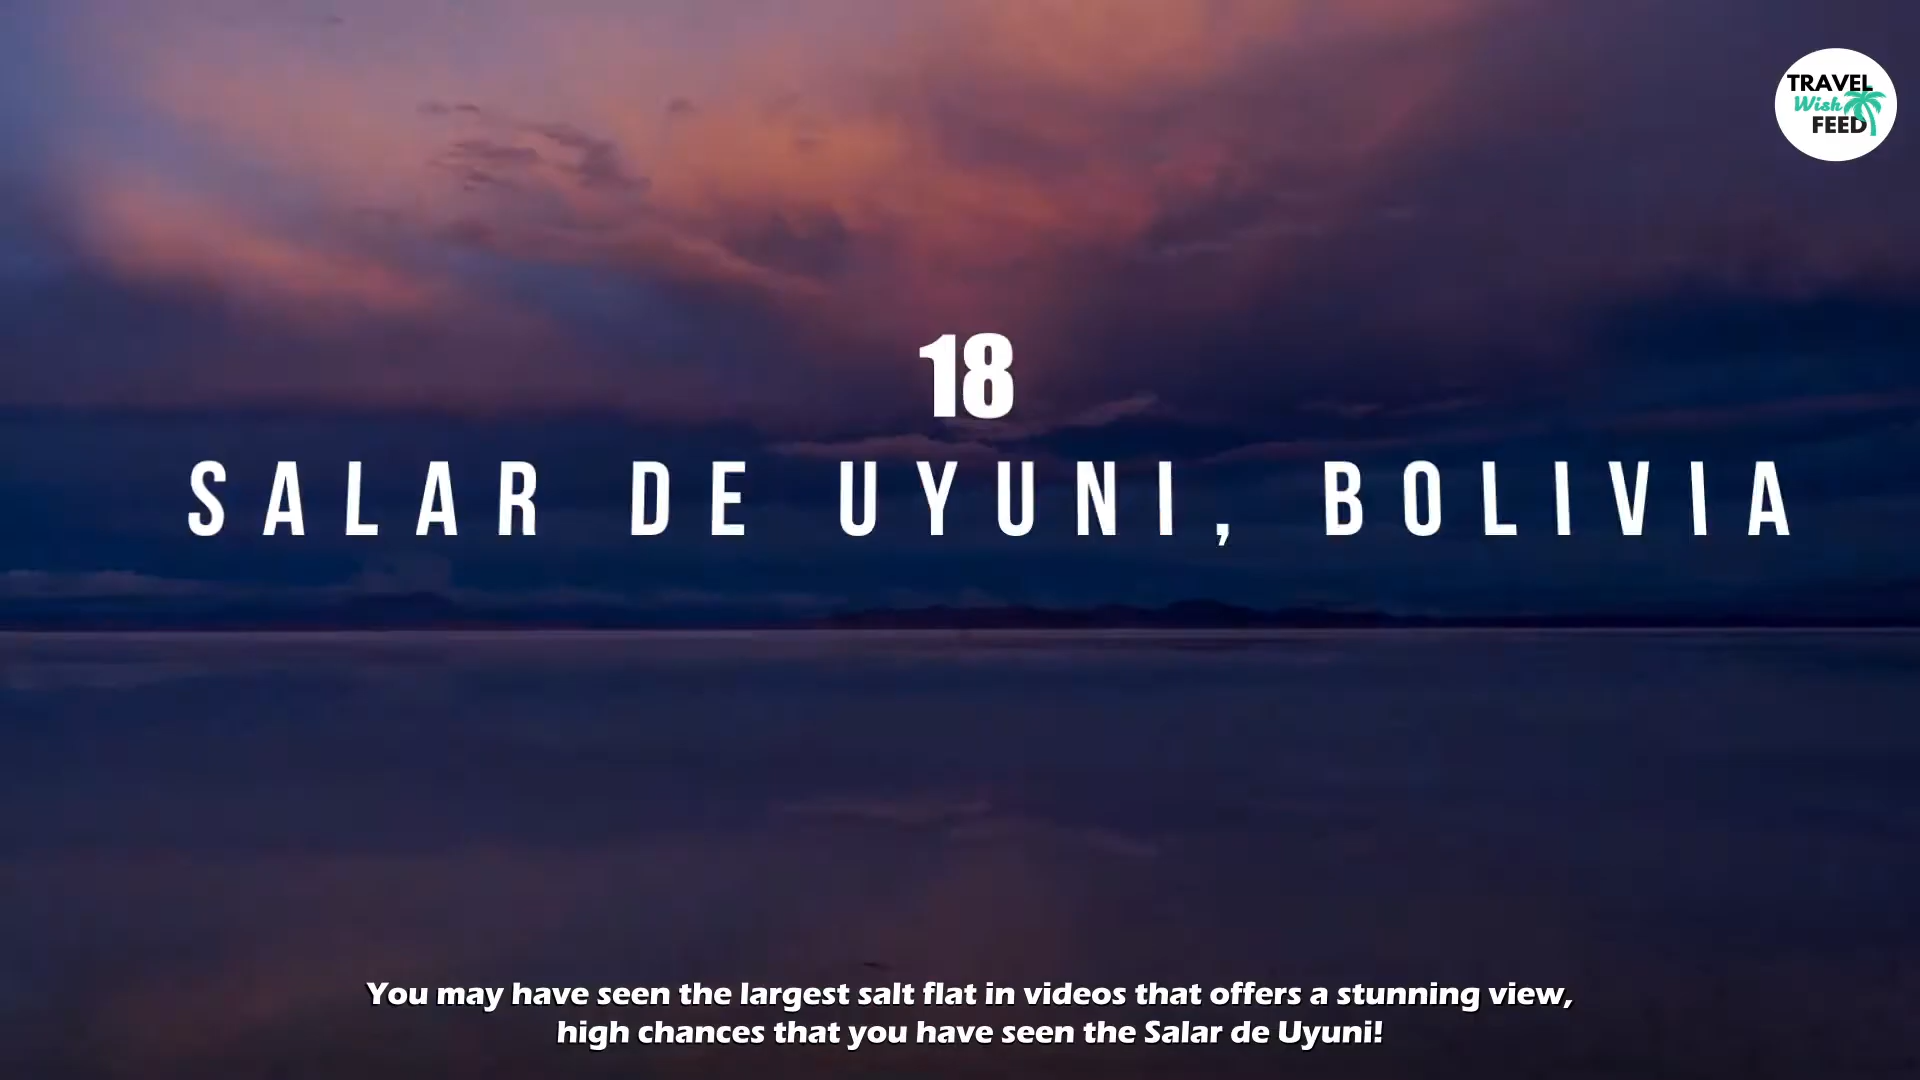 TRAVEL
Wish
FEED
18
SALAR DE UYUNI, BOLIVIA
You may have seen the largest salt flat in videos that offers a stunning view,
high chances that you have seen the Salar de Uyuni!